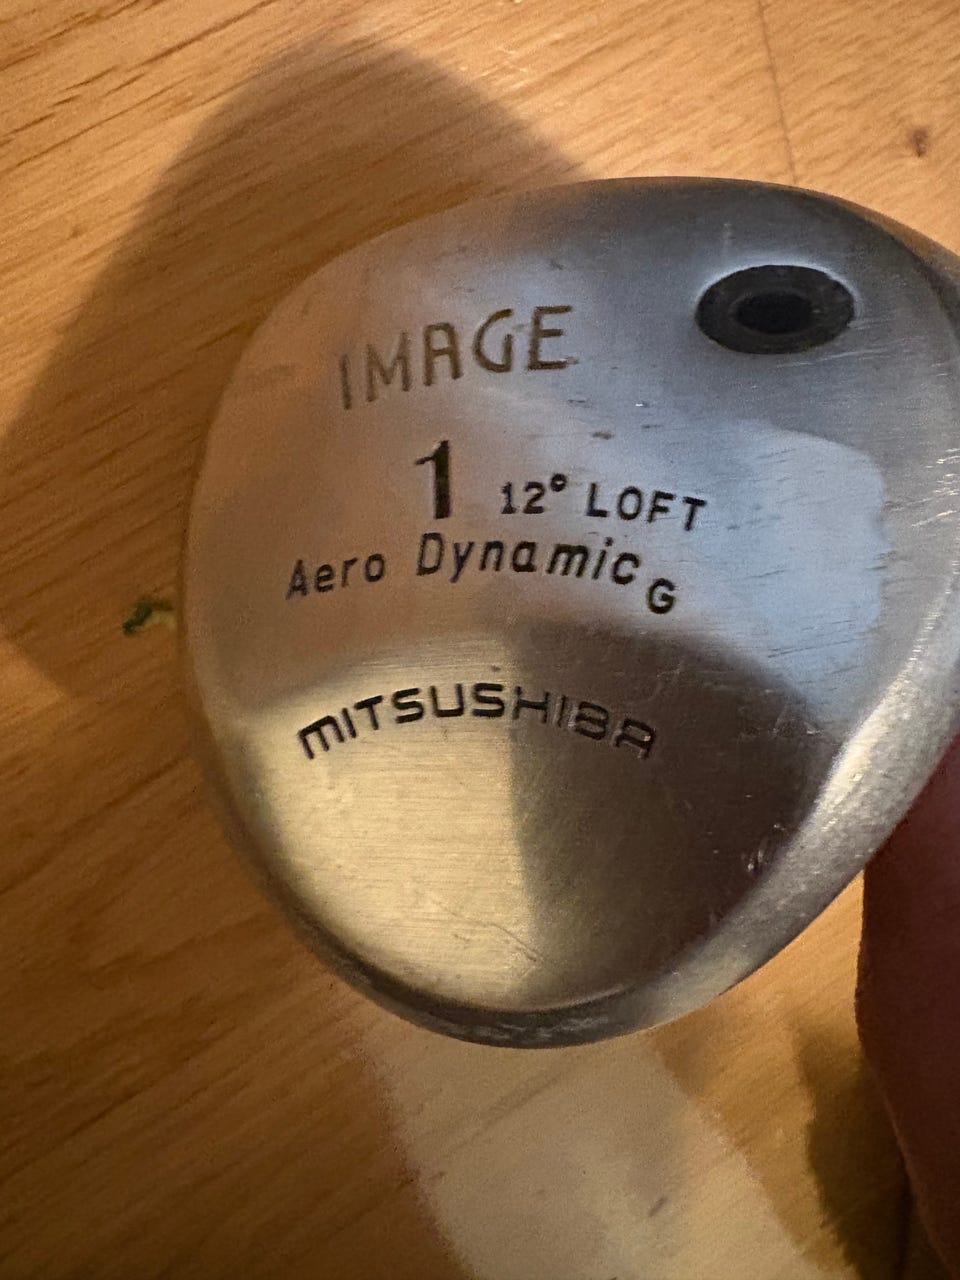 IMAGE
1 12° LOFT
Aero Dynamic G
MITSUSHIBA